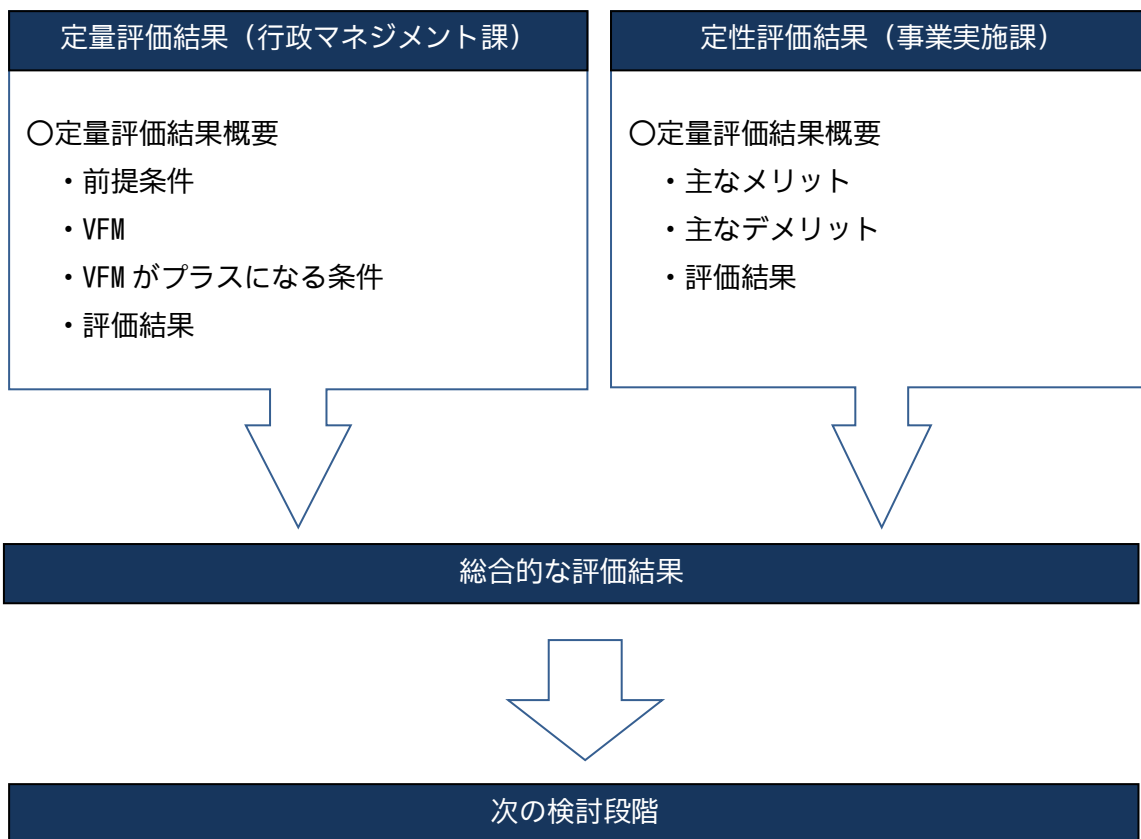 定量評価結果（行政マネジメント課）
〇定量評価結果概要
・前提条件
・VFM
・VFM がプラスになる条件
・評価結果
定性評価結果（事業実施課）
〇定量評価結果概要
・主なメリット
・主なデメリット
・評価結果
総合的な評価結果
次の検討段階